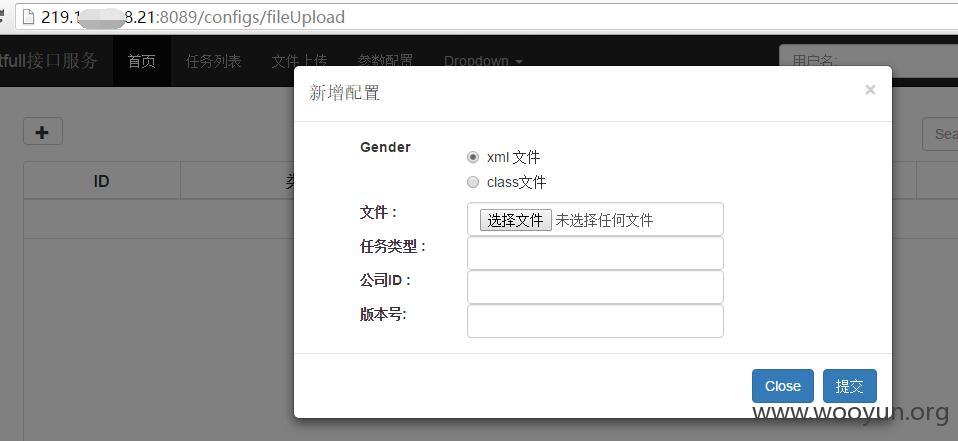 219.1 8.21:8089/configs/fileUpload
tfull接口服务 首页 任务列表 文件上传 参数配置 Dropdown 用户名:
新增配置 ×
Gender
xml 文件
class文件
Sea
ID
文件：
选择文件 未选择任何文件
任务类型：
公司ID：
版本号:
Close 提交
www.wooyun.org